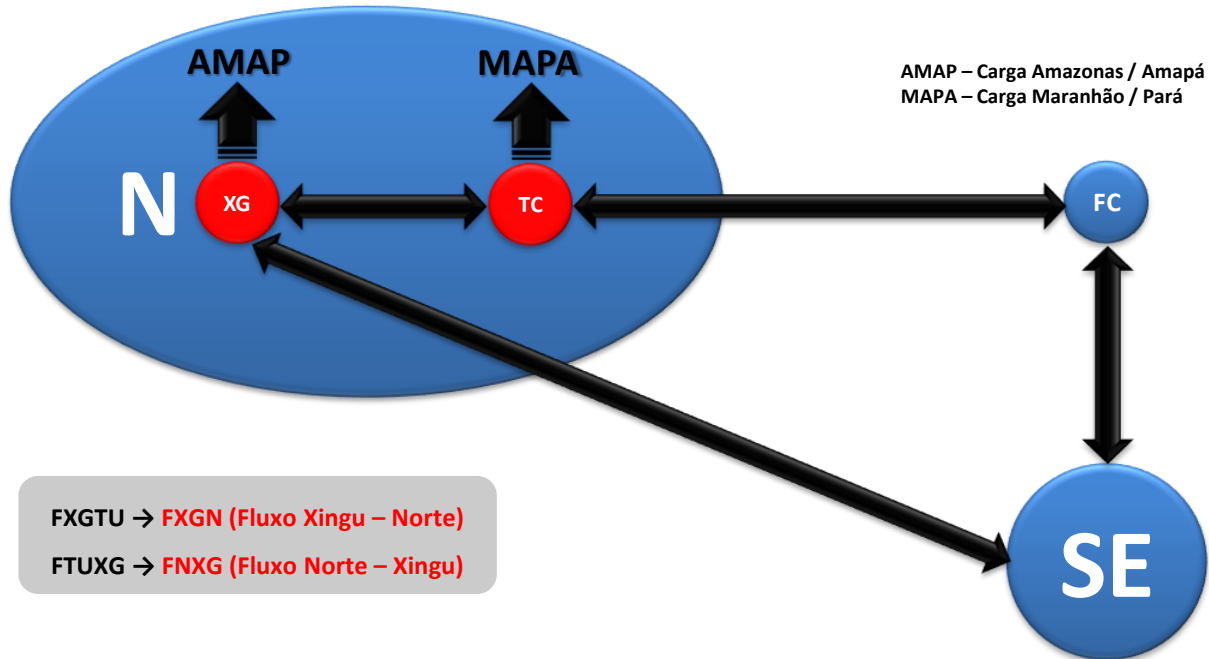 AMAP
MAPA
AMAP – Carga Amazonas / Amapá
MAPA – Carga Maranhão / Pará
N
XG
TC
FC
FXGTU → FXGN (Fluxo Xingu – Norte)
FTUXG → FNXG (Fluxo Norte – Xingu)
SE